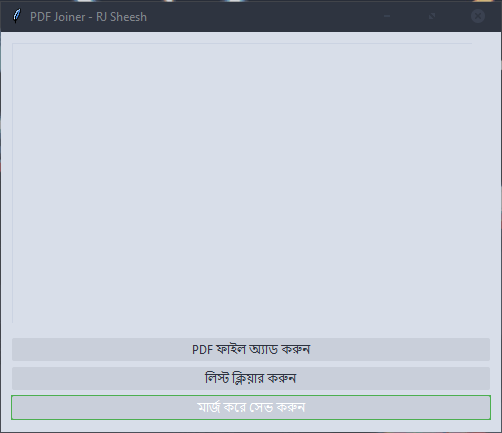 PDF Joiner - RJ Sheesh
PDF ফাইল অ্যাড করুন
লিস্ট ক্লিয়ার করুন
মার্জ করে সেভ করুন